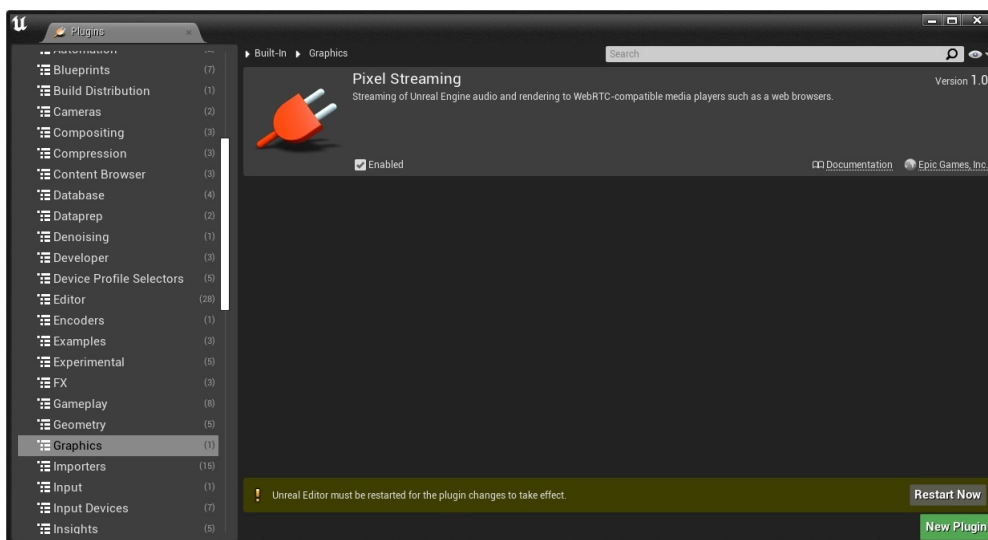 Plugins
Automation
Blueprints (7)
Build Distribution (1)
Cameras (2)
Compositing (3)
Compression (3)
Content Browser (3)
Database (4)
Dataprep (2)
Denoising (1)
Developer (3)
Device Profile Selectors (5)
Editor (28)
Encoders (1)
Examples (3)
Experimental (5)
FX (3)
Gameplay (8)
Geometry (5)
Graphics (1)
Importers (15)
Input (1)
Input Devices (7)
Insights (5)
Built-In Graphics
Search
Pixel Streaming
Version 1.0
Streaming of Unreal Engine audio and rendering to WebRTC-compatible media players such as a web browsers.
Enabled
Documentation
Epic Games, Inc.
Unreal Editor must be restarted for the plugin changes to take effect.
Restart Now
New Plugin